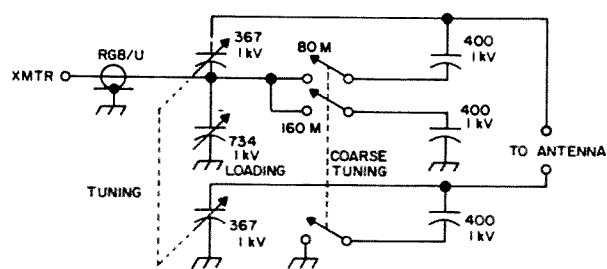 367
1 kV
RG8/U
80 M
400
1 kV
XMTR
160 M
400
1 kV
734
1 kV
LOADING
COARSE
TUNING
TO ANTENNA
TUNING
367
1 kV
400
1 kV